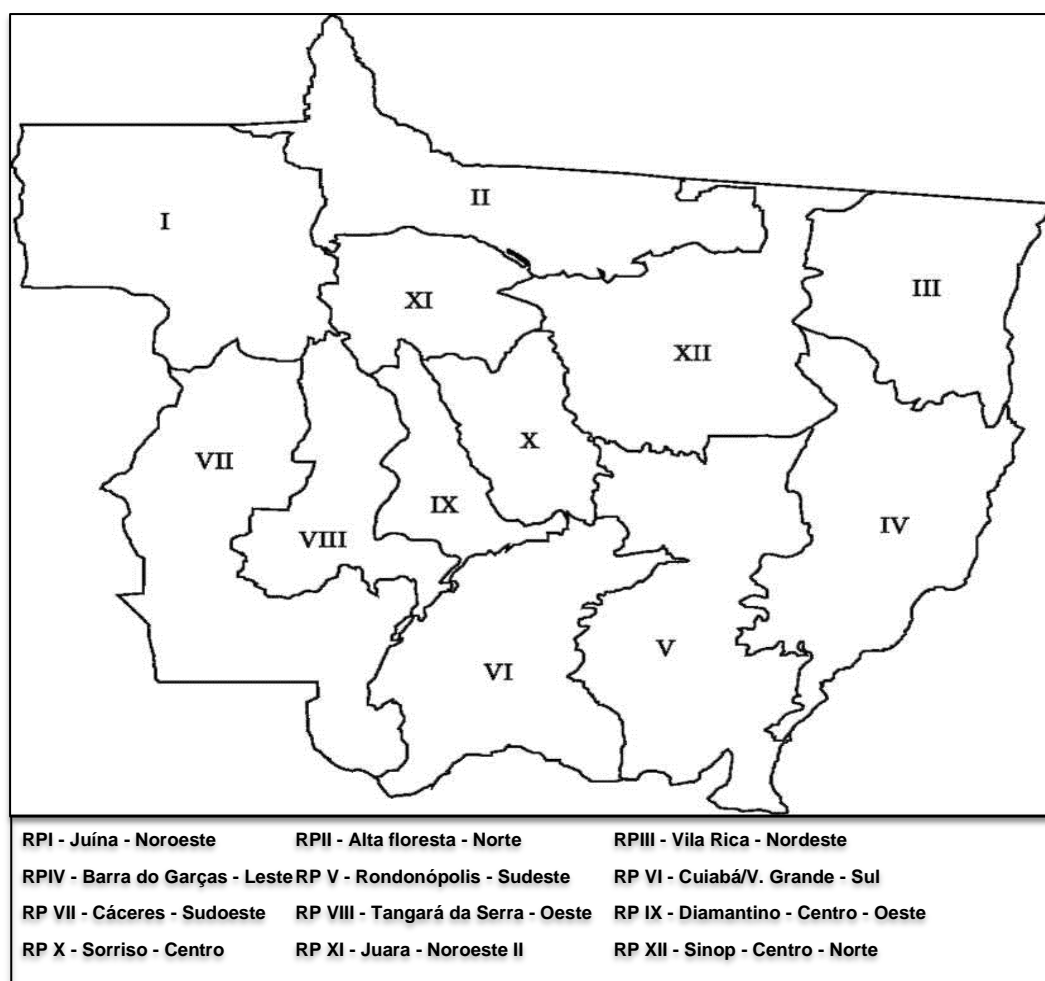 II
I
III
XI
XII
X
VII
IX
IV
VIII
V
VI
RPI - Juína - Noroeste RPII - Alta floresta - Norte RPIII - Vila Rica - Nordeste
RPIV - Barra do Garças - Leste RP V - Rondonópolis - Sudeste RP VI - Cuiabá/V. Grande - Sul
RP VII - Cáceres - Sudoeste RP VIII - Tangará da Serra - Oeste RP IX - Diamantino - Centro - Oeste
RP X - Sorriso - Centro RP XI - Juara - Noroeste II RP XII - Sinop - Centro - Norte